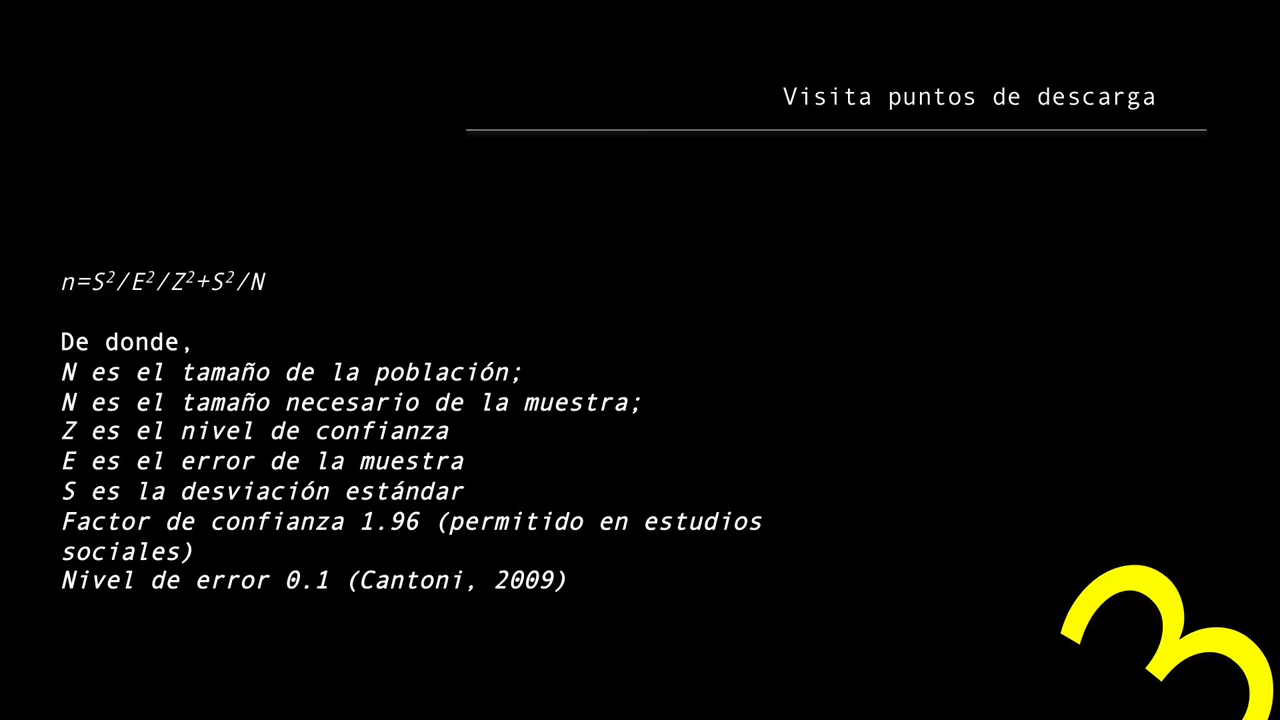 Visita puntos de descarga
n=S²/E²/Z²+S²/N
De donde,
N es el tamaño de la población;
N es el tamaño necesario de la muestra;
Z es el nivel de confianza
E es el error de la muestra
S es la desviación estándar
Factor de confianza 1.96 (permitido en estudios
sociales)
Nivel de error 0.1 (Cantoni, 2009)
3